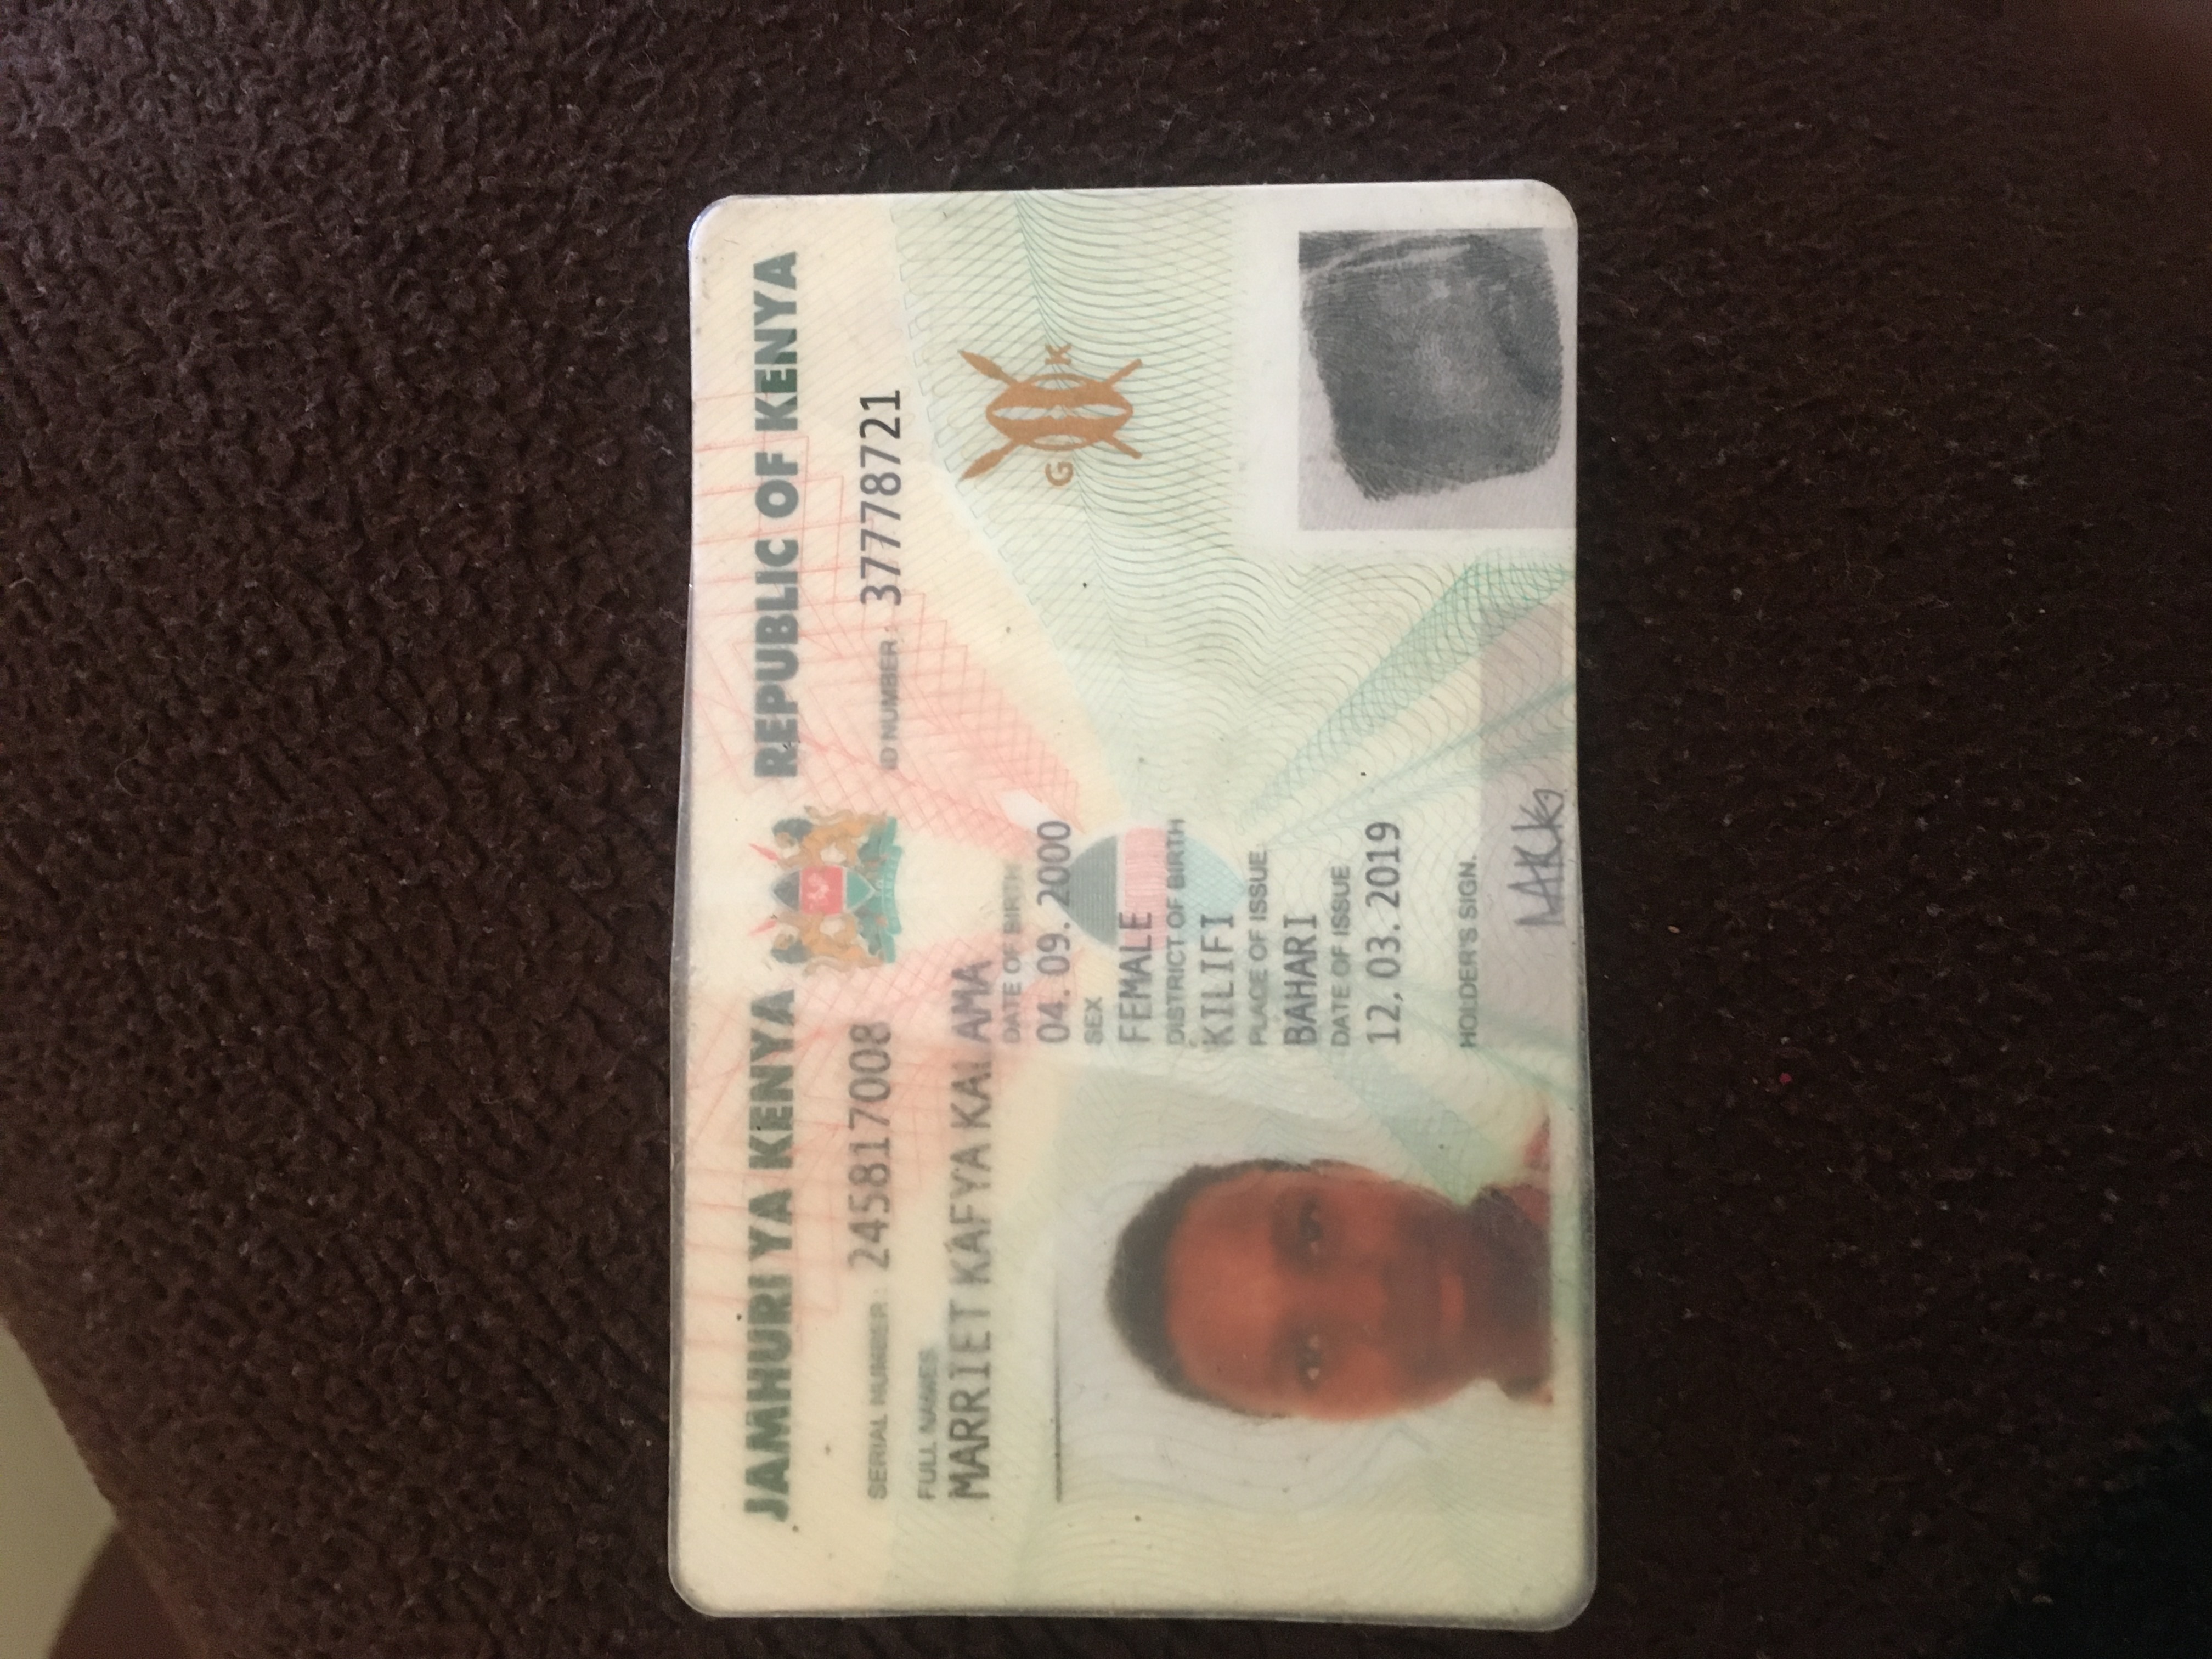 JAMHURI YA KENYA REPUBLIC OF KENYA
SERIAL NUMBER: 245817008 ID NUMBER: 37778721
FULL NAMES
MARRIET KAFYA KALAMA
DATE OF BIRTH
04. 09. 2000
SEX
FEMALE
DISTRICT OF BIRTH
KILIFI
PLACE OF ISSUE
BAHARI
DATE OF ISSUE
12. 03. 2019
HOLDER'S SIGN.
G K